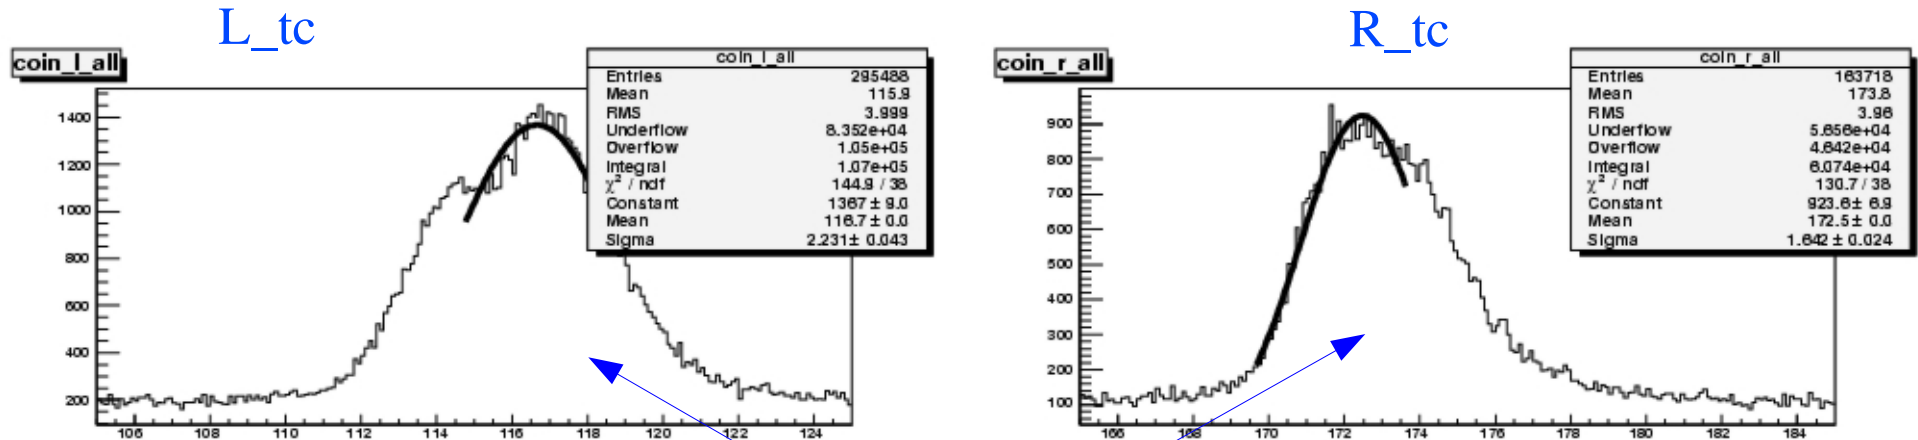 L_tc
coin_l_all
coin_l_all
Entries 295488
Mean 115.9
RMS 3.999
Underflow 8.352e+04
Overflow 1.05e+05
Integral 1.07e+05
χ² / ndf 144.9 / 38
Constant 1367 ± 9.0
Mean 116.7 ± 0.0
Sigma 2.231± 0.043
1400
1200
1000
800
600
400
200
106 108 110 112 114 116 118 120 122 124
R_tc
coin_r_all
coin_r_all
Entries 163718
Mean 173.8
RMS 3.96
Underflow 5.656e+04
Overflow 4.642e+04
Integral 6.074e+04
χ² / ndf 130.7 / 38
Constant 923.6± 6.9
Mean 172.5± 0.0
Sigma 1.642 ± 0.024
900
800
700
600
500
400
300
200
100
166 168 170 172 174 176 178 180 182 184